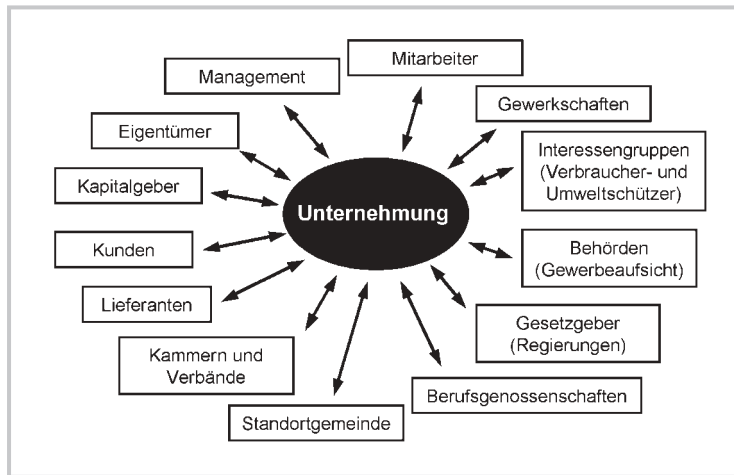 Mitarbeiter
Management
Gewerkschaften
Eigentümer
Interessengruppen
(Verbraucher- und
Umweltschützer)
Kapitalgeber
Unternehmung
Kunden
Behörden
(Gewerbeaufsicht)
Lieferanten
Gesetzgeber
(Regierungen)
Kammern und
Verbände
Berufsgenossenschaften
Standortgemeinde